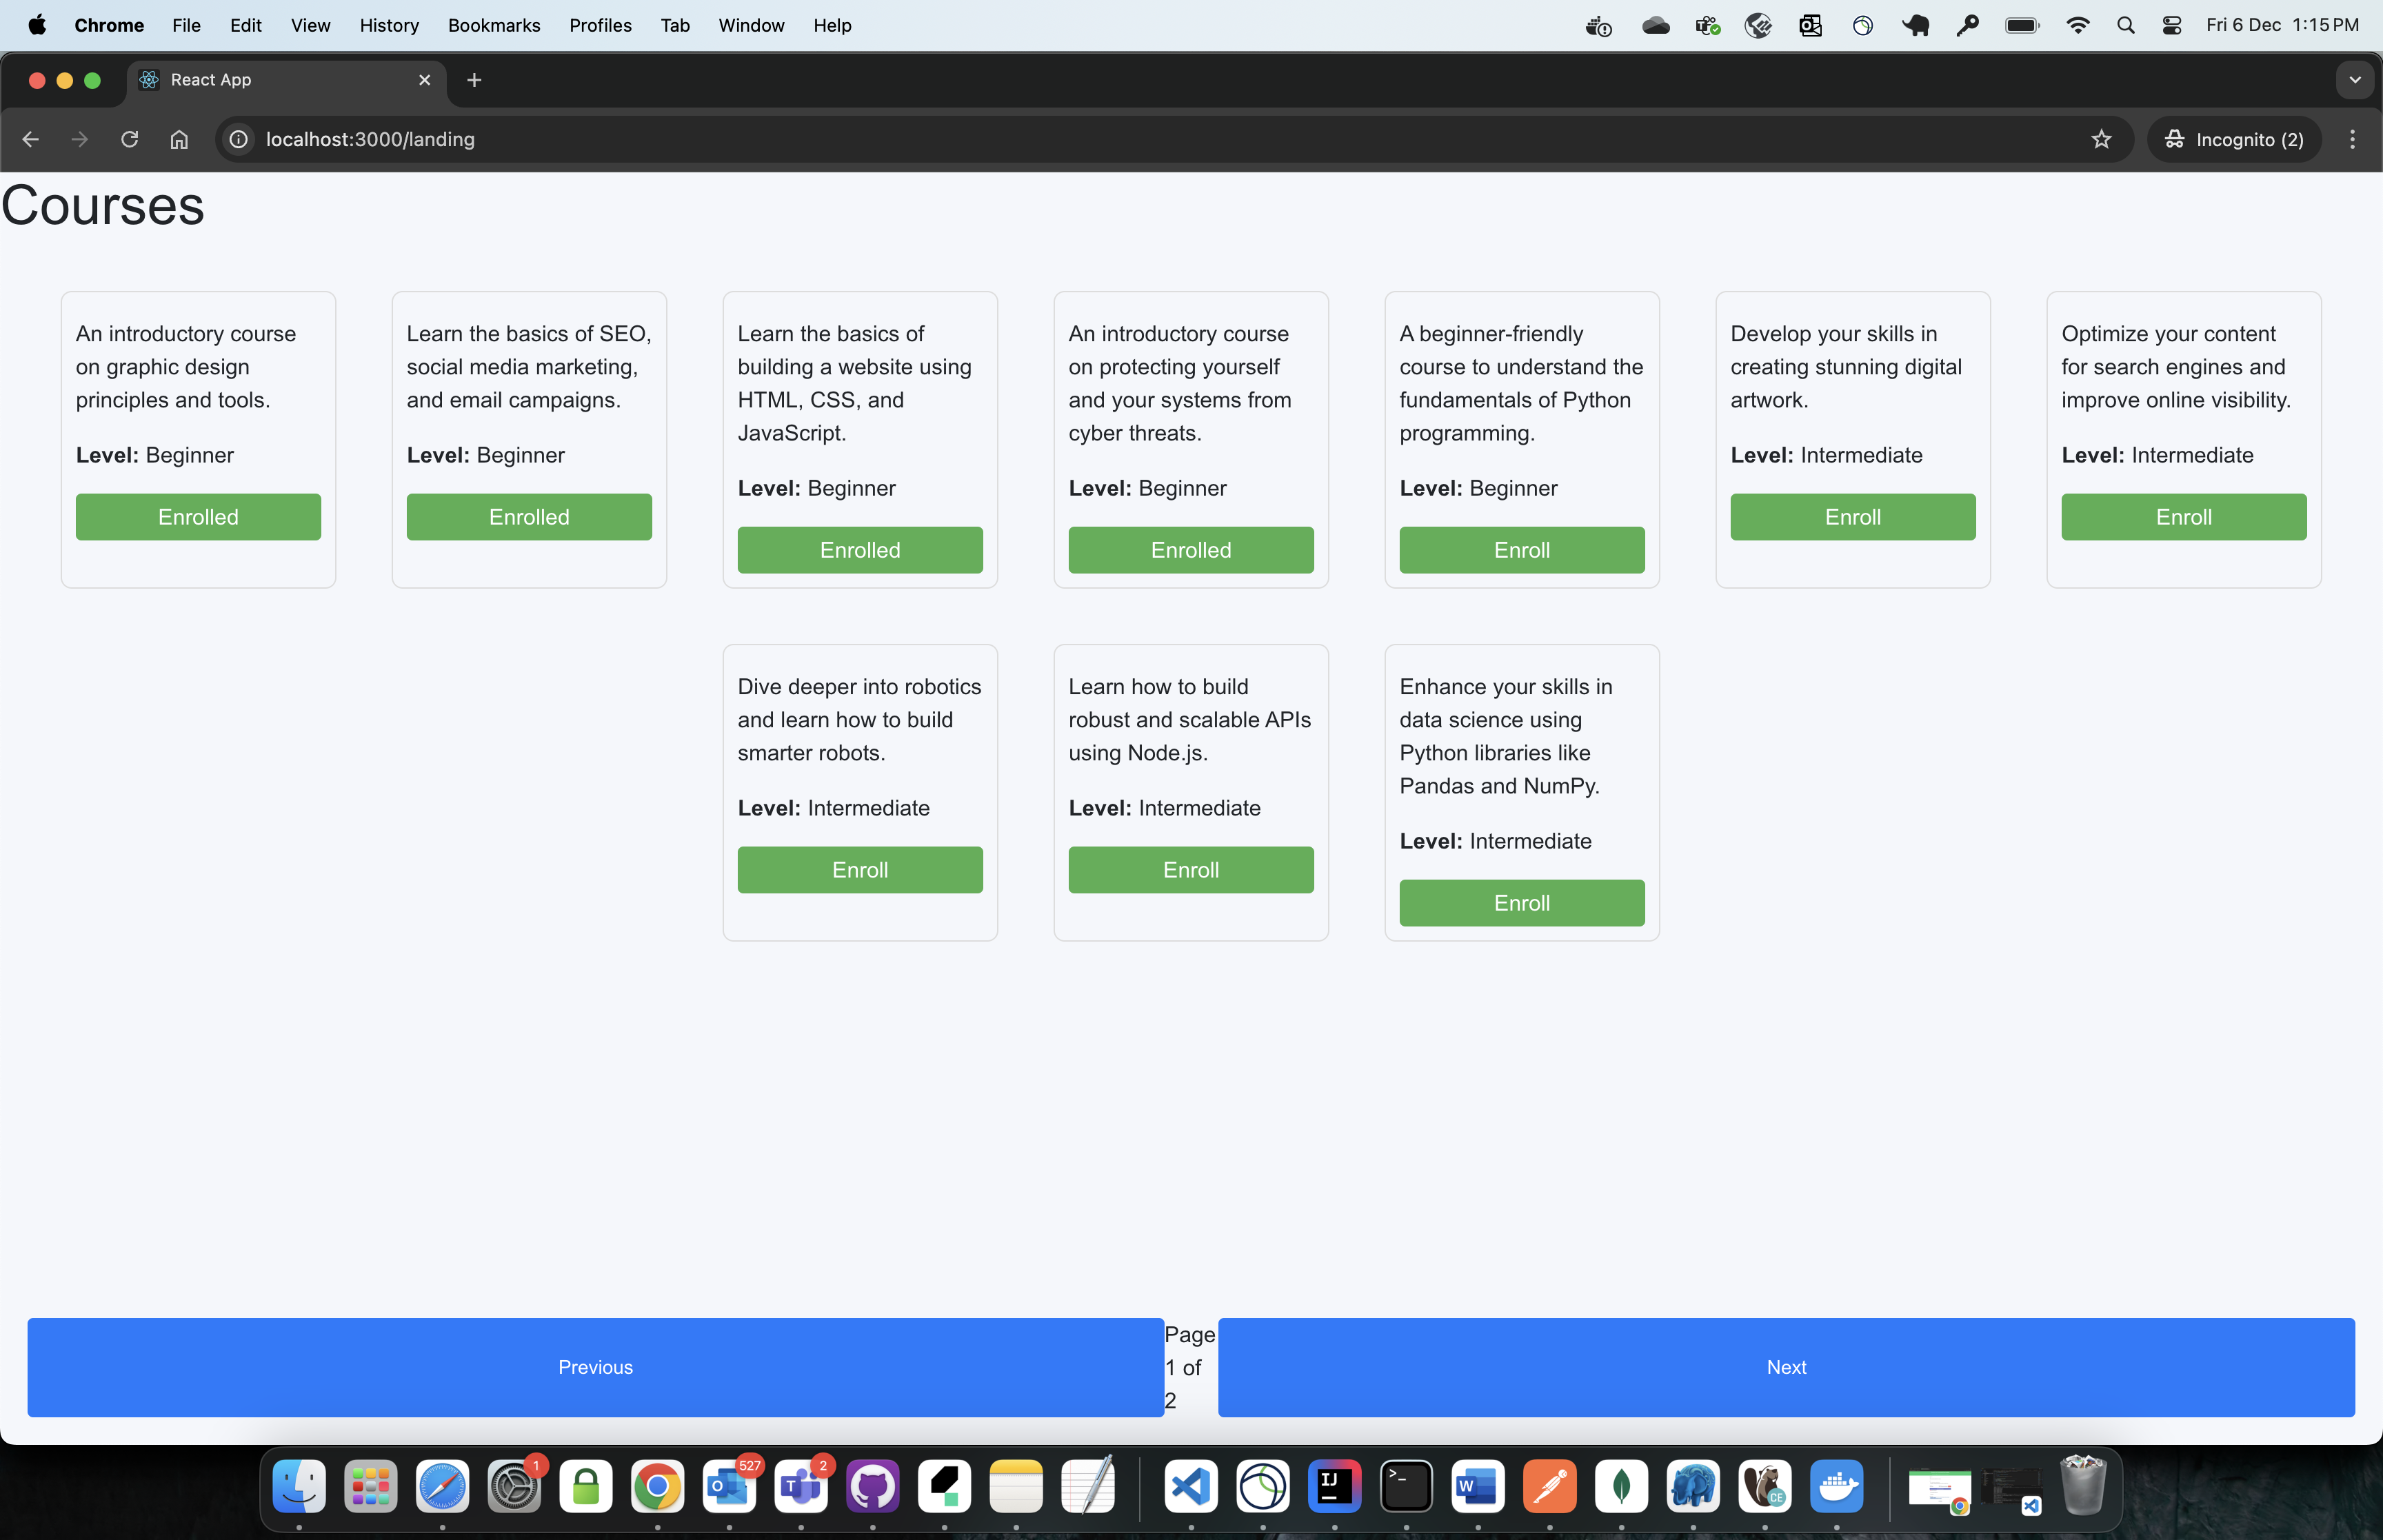 Chrome File Edit View History Bookmarks Profiles Tab Window Help Fri 6 Dec 1:15 PM
React App
localhost:3000/landing Incognito (2)
Courses
An introductory course
on graphic design
principles and tools.
Level: Beginner
Enrolled
Learn the basics of SEO,
social media marketing,
and email campaigns.
Level: Beginner
Enrolled
Learn the basics of
building a website using
HTML, CSS, and
JavaScript.
Level: Beginner
Enrolled
An introductory course
on protecting yourself
and your systems from
cyber threats.
Level: Beginner
Enrolled
A beginner-friendly
course to understand the
fundamentals of Python
programming.
Level: Beginner
Enroll
Develop your skills in
creating stunning digital
artwork.
Level: Intermediate
Enroll
Optimize your content
for search engines and
improve online visibility.
Level: Intermediate
Enroll
Dive deeper into robotics
and learn how to build
smarter robots.
Level: Intermediate
Enroll
Learn how to build
robust and scalable APIs
using Node.js.
Level: Intermediate
Enroll
Enhance your skills in
data science using
Python libraries like
Pandas and NumPy.
Level: Intermediate
Enroll
Previous
Page
1 of
2
Next
1
527
2
O
T
IJ
>_
W
CE